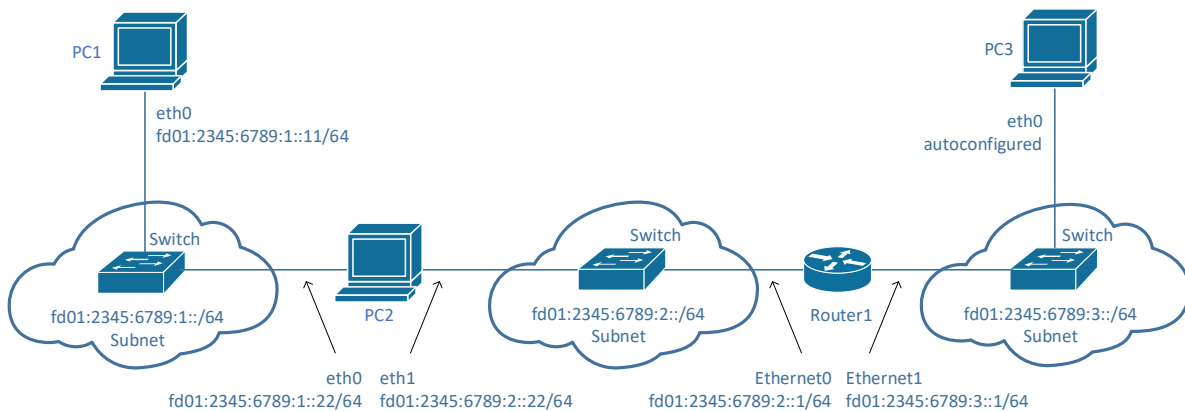 PC1
eth0
fd01:2345:6789:1::11/64
PC3
eth0
autoconfigured
Switch
fd01:2345:6789:1::/64
Subnet
PC2
Switch
fd01:2345:6789:2::/64
Subnet
Router1
Switch
fd01:2345:6789:3::/64
Subnet
eth0
fd01:2345:6789:1::22/64
eth1
fd01:2345:6789:2::22/64
Ethernet0
fd01:2345:6789:2::1/64
Ethernet1
fd01:2345:6789:3::1/64